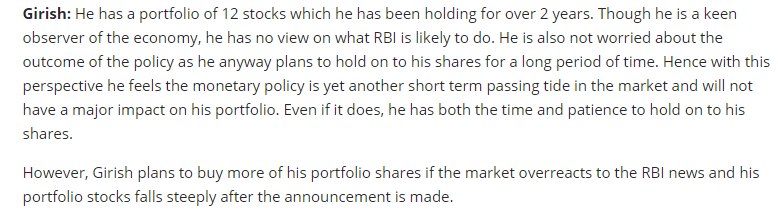 Girish: He has a portfolio of 12 stocks which he has been holding for over 2 years. Though he is a keen
observer of the economy, he has no view on what RBI is likely to do. He is also not worried about the
outcome of the policy as he anyway plans to hold on to his shares for a long period of time. Hence with this
perspective he feels the monetary policy is yet another short term passing tide in the market and will not
have a major impact on his portfolio. Even if it does, he has both the time and patience to hold on to his
shares.
However, Girish plans to buy more of his portfolio shares if the market overreacts to the RBI news and his
portfolio stocks falls steeply after the announcement is made.